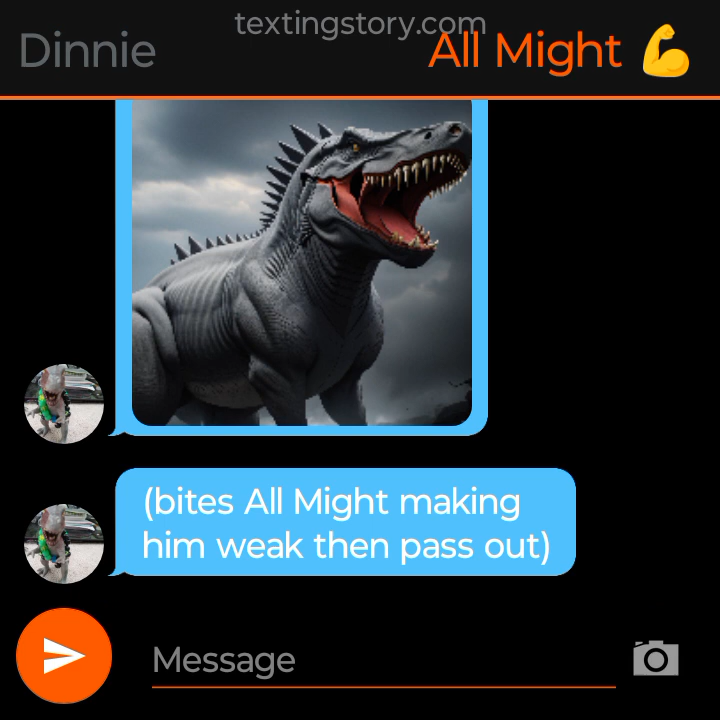 textingstory.com
Dinnie
All Might 💪
(bites All Might making
him weak then pass out)
Message